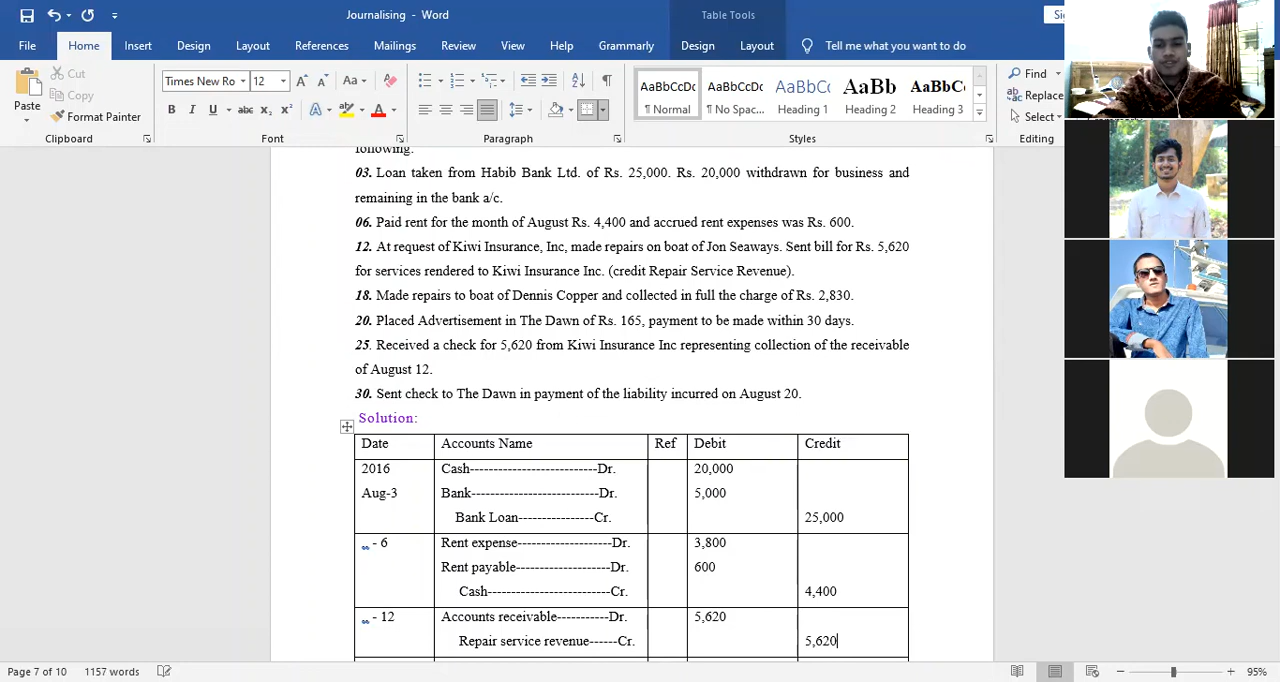 Journalising - Word
Table Tools
File Home Insert Design Layout References Mailings Review View Help Grammarly Design Layout Tell me what you want to do
Cut
Copy
Format Painter
Paste
Times New Ro 12 Aa
B I U abc x₂ x² A
AaBbCcDc AaBbCcDc AaBbCc AaBb AaBbCc
¶ Normal ¶ No Spac... Heading 1 Heading 2 Heading 3
Find
Replace
Select
Clipboard Font Paragraph Styles Editing
following.
03. Loan taken from Habib Bank Ltd. of Rs. 25,000. Rs. 20,000 withdrawn for business and
remaining in the bank a/c.
06. Paid rent for the month of August Rs. 4,400 and accrued rent expenses was Rs. 600.
12. At request of Kiwi Insurance, Inc, made repairs on boat of Jon Seaways. Sent bill for Rs. 5,620
for services rendered to Kiwi Insurance Inc. (credit Repair Service Revenue).
18. Made repairs to boat of Dennis Copper and collected in full the charge of Rs. 2,830.
20. Placed Advertisement in The Dawn of Rs. 165, payment to be made within 30 days.
25. Received a check for 5,620 from Kiwi Insurance Inc representing collection of the receivable
of August 12.
30. Sent check to The Dawn in payment of the liability incurred on August 20.
Solution:
Date Accounts Name Ref Debit Credit
2016 Cash---------------------------Dr. 20,000
Aug-3 Bank---------------------------Dr. 5,000
Bank Loan----------------Cr. 25,000
„ - 6 Rent expense--------------------Dr. 3,800
Rent payable--------------------Dr. 600
Cash--------------------------Cr. 4,400
„ - 12 Accounts receivable-----------Dr. 5,620
Repair service revenue------Cr. 5,620
Page 7 of 10 1157 words 95%